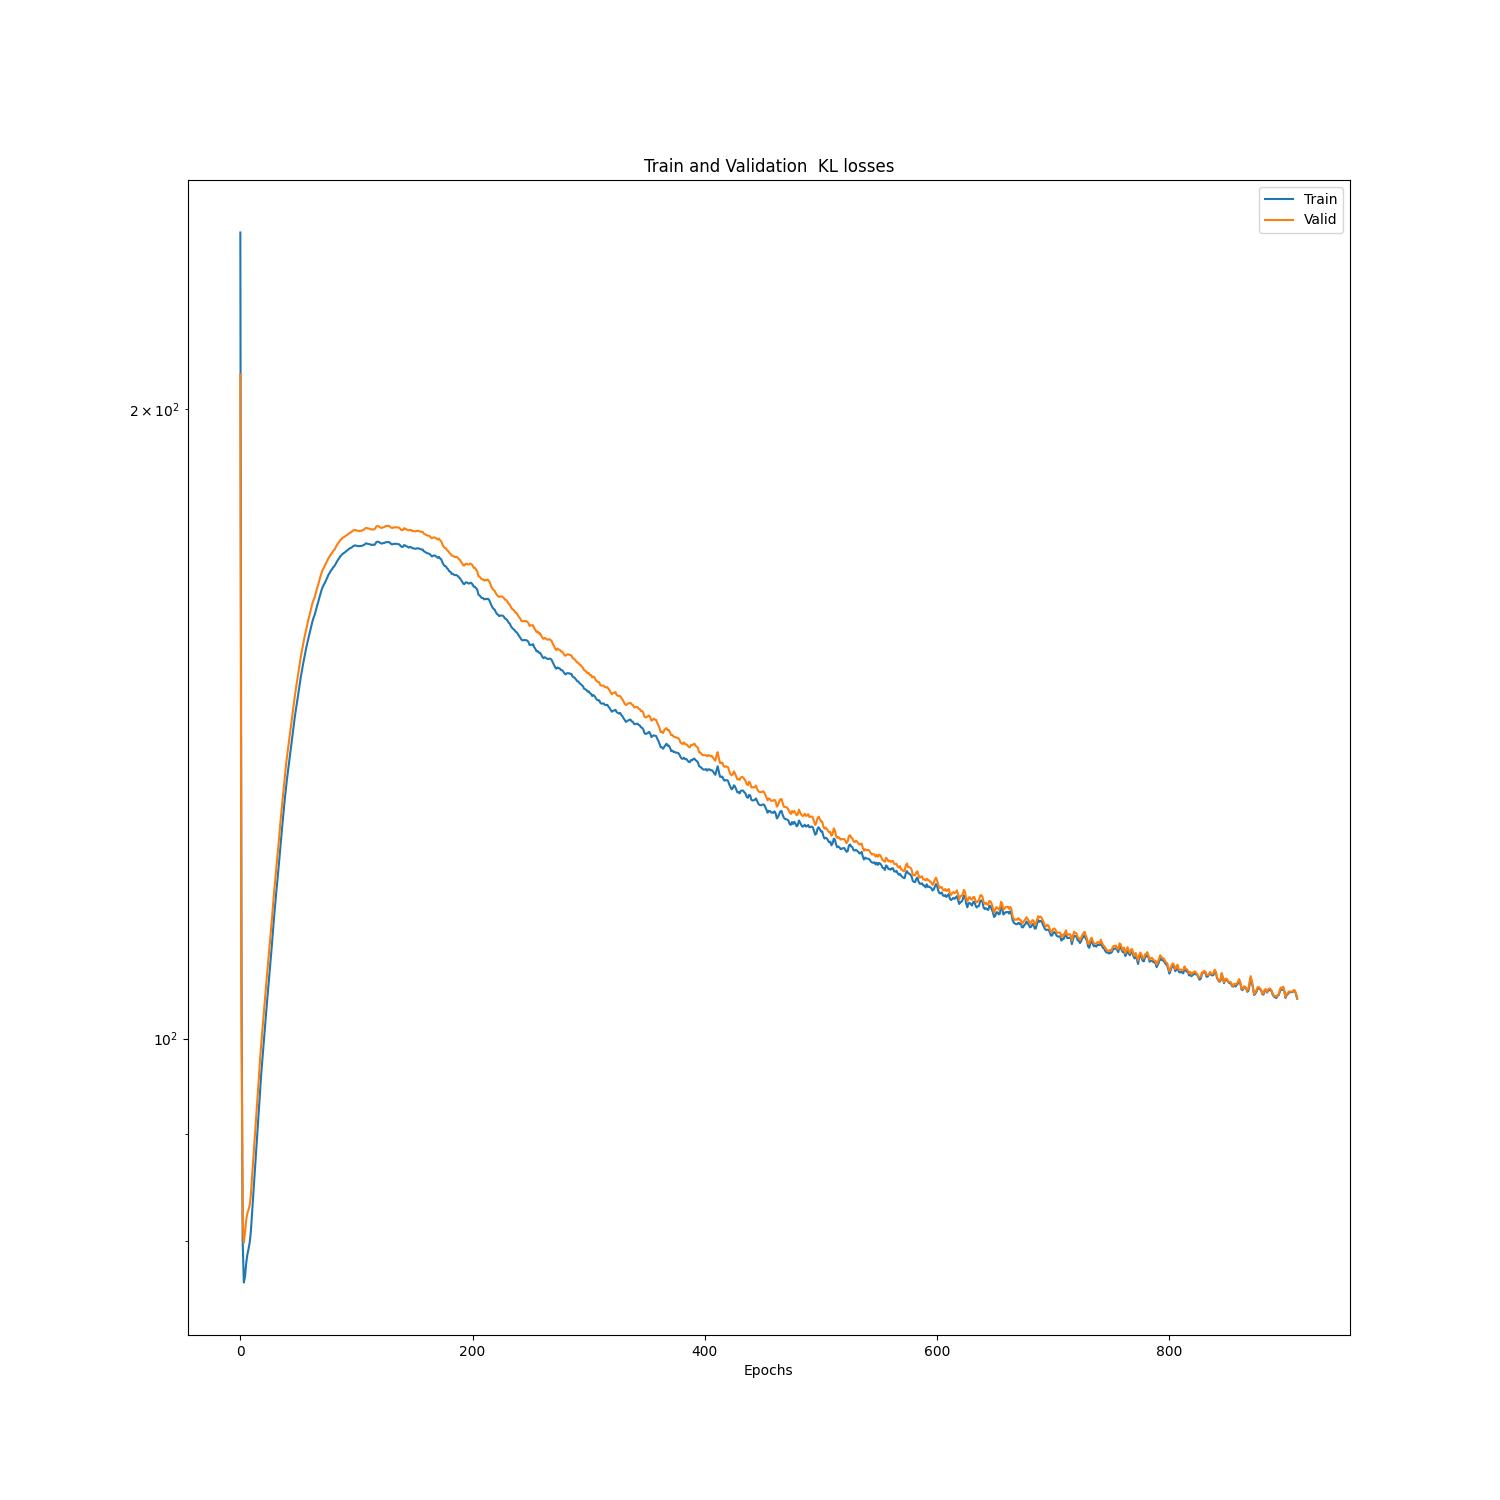 Train and Validation  KL losses
Train
Valid
2 × 10²
10²
0 200 400 600 800
Epochs